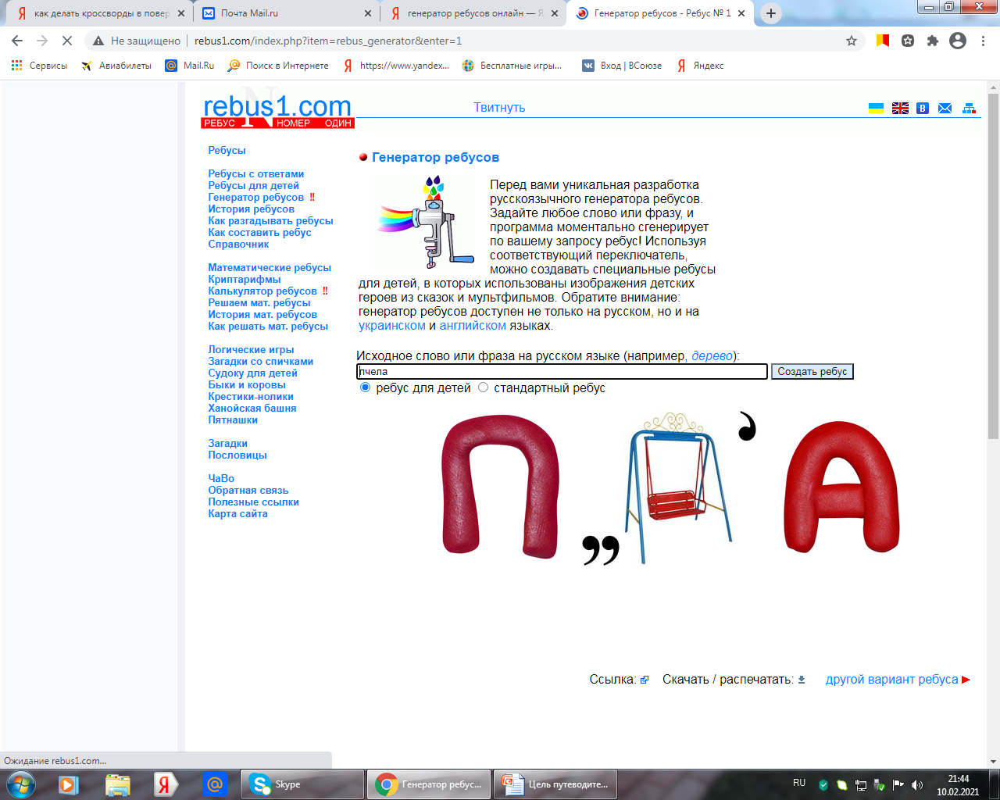 как делать кроссворды в повер
Почта Mail.ru
генератор ребусов онлайн — Я
Генератор ребусов - Ребус № 1
Не защищено | rebus1.com/index.php?item=rebus_generator&enter=1
Сервисы
Авиабилеты
Mail.Ru
Поиск в Интернете
https://www.yandex...
Бесплатные игры...
Вход | ВСоюзе
Яндекс
rebus1.com
РЕБУС N НОМЕР ОДИН
Твитнуть
Ребусы
Ребусы с ответами
Ребусы для детей
Генератор ребусов !!
История ребусов
Как разгадывать ребусы
Как составить ребус
Справочник
Математические ребусы
Криптарифмы
Калькулятор ребусов !!
Решаем мат. ребусы
История мат. ребусов
Как решать мат. ребусы
Логические игры
Загадки со спичками
Судоку для детей
Быки и коровы
Крестики-нолики
Ханойская башня
Пятнашки
Загадки
Пословицы
ЧаВо
Обратная связь
Полезные ссылки
Карта сайта
Генератор ребусов
Перед вами уникальная разработка
русскоязычного генератора ребусов.
Задайте любое слово или фразу, и
программа моментально сгенерирует
по вашему запросу ребус! Используя
соответствующий переключатель,
можно создавать специальные ребусы
для детей, в которых использованы изображения детских
героев из сказок и мультфильмов. Обратите внимание:
генератор ребусов доступен не только на русском, но и на
украинском и английском языках.
Исходное слово или фраза на русском языке (например, дерево):
пчела
Создать ребус
ребус для детей стандартный ребус
П ,, ' А
Ссылка: Скачать / распечатать: другой вариант ребуса
Ожидание rebus1.com...
Skype
Генератор ребус...
Цель путеводите...
RU
21:44
10.02.2021